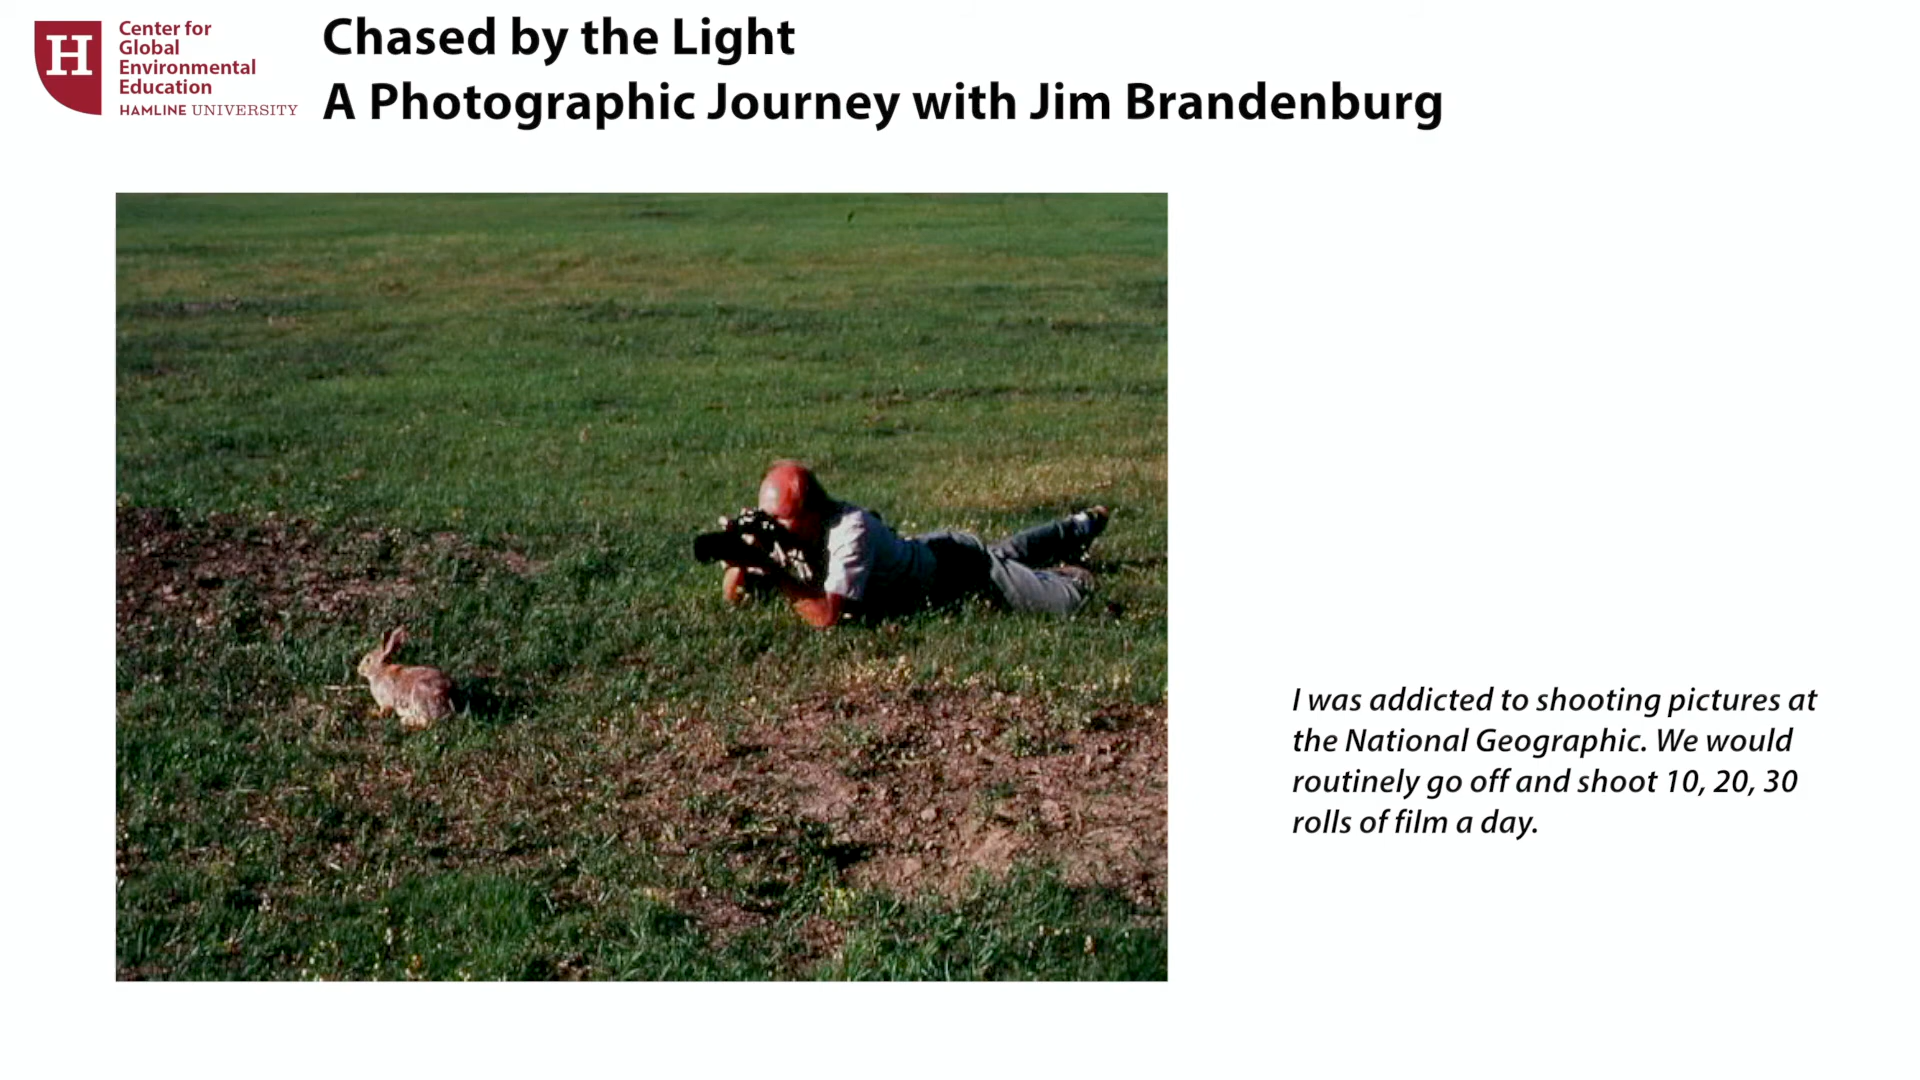 H
Center for
Global
Environmental
Education
HAMLINE UNIVERSITY
Chased by the Light
A Photographic Journey with Jim Brandenburg
I was addicted to shooting pictures at
the National Geographic. We would
routinely go off and shoot 10, 20, 30
rolls of film a day.